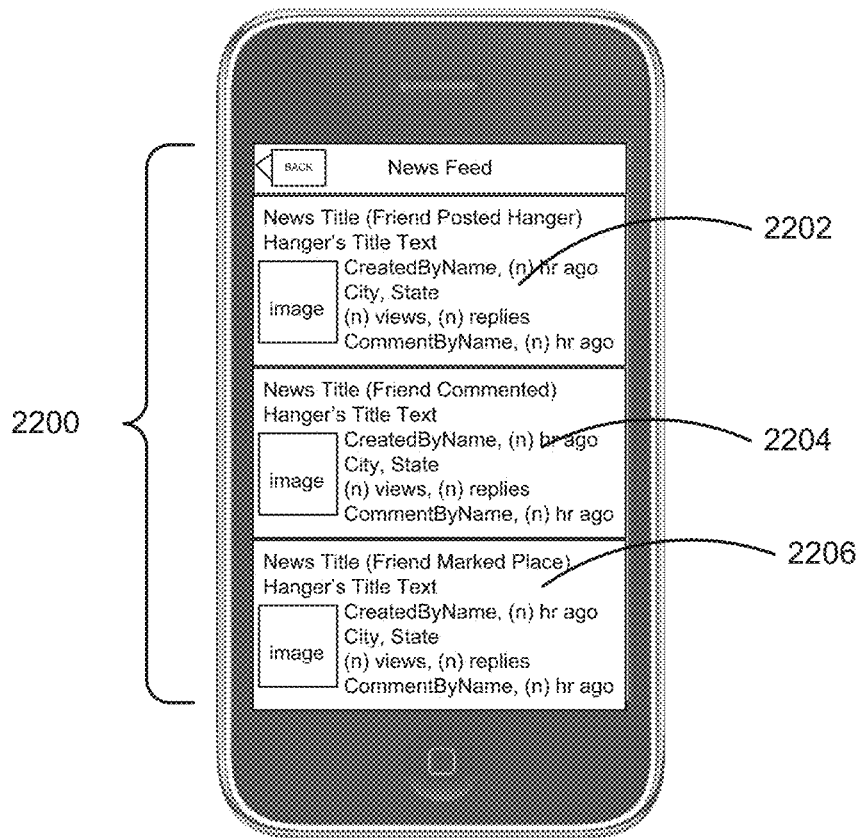 BACK
News Feed
News Title (Friend Posted Hanger)
Hanger's Title Text
CreatedByName, (n) hr ago
image
City, State
(n) views, (n) replies
CommentByName, (n) hr ago
2202
News Title (Friend Commented)
Hanger's Title Text
CreatedByName, (n) hr ago
image
City, State
(n) views, (n) replies
CommentByName, (n) hr ago
2200
2204
News Title (Friend Marked Place)
Hanger's Title Text
CreatedByName, (n) hr ago
image
City, State
(n) views, (n) replies
CommentByName, (n) hr ago
2206